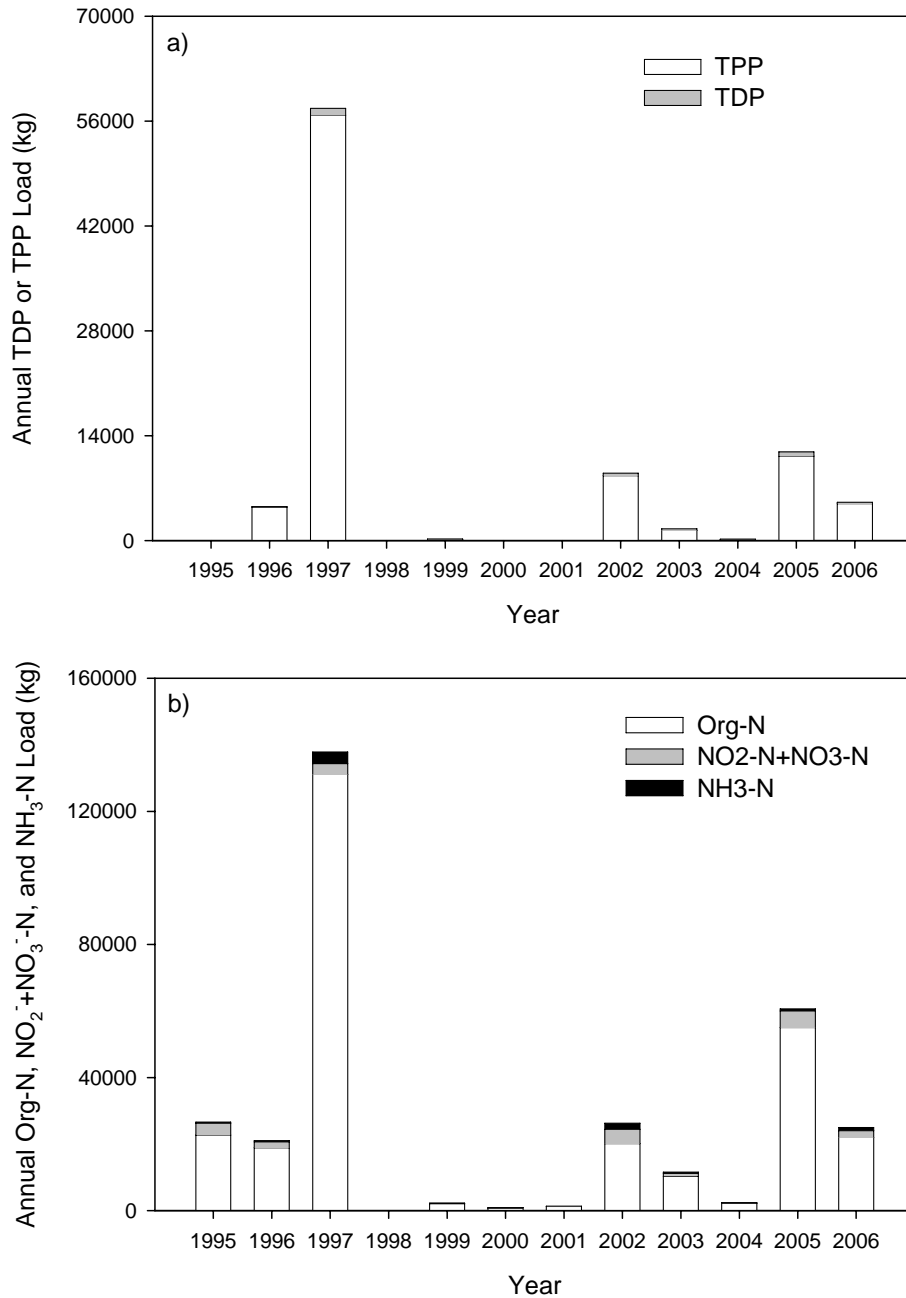 a)
TPP
TDP
Annual TDP or TPP Load (kg)
70000
56000
42000
28000
14000
0
1995 1996 1997 1998 1999 2000 2001 2002 2003 2004 2005 2006
Year
b)
Org-N
NO2-N+NO3-N
NH3-N
Annual Org-N, NO₂⁻+NO₃⁻-N, and NH₃-N Load (kg)
160000
120000
80000
40000
0
1995 1996 1997 1998 1999 2000 2001 2002 2003 2004 2005 2006
Year